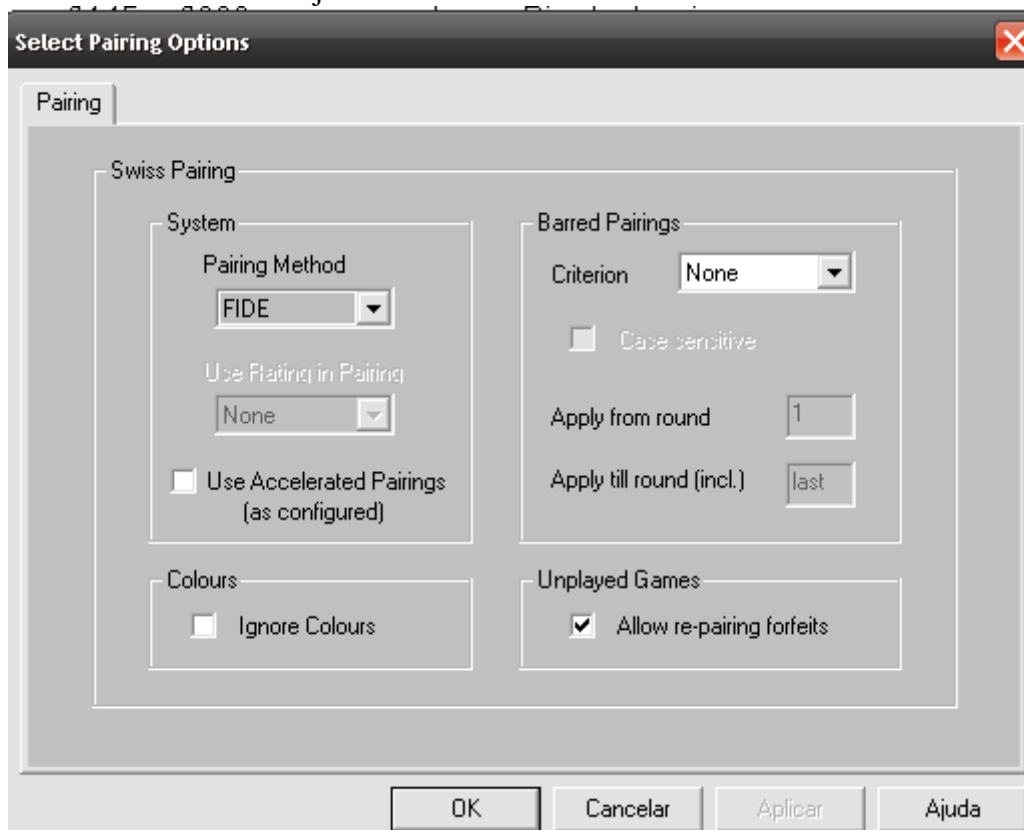 Select Pairing Options
Pairing
Swiss Pairing
System
Pairing Method
FIDE
Use Rating in Pairing
None
Use Accelerated Pairings
(as configured)
Barred Pairings
Criterion None
Case sensitive
Apply from round 1
Apply till round (incl.) last
Colours
Ignore Colours
Unplayed Games
Allow re-pairing forfeits
OK Cancelar Aplicar Ajuda